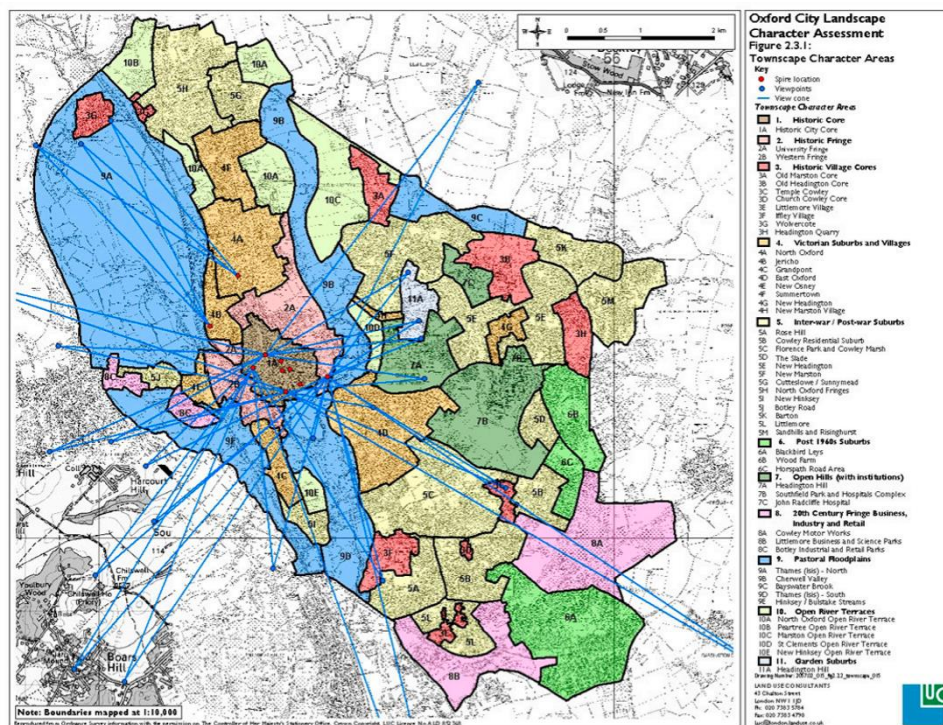 Oxford City Landscape
Character Assessment
Figure 2.3.1:
Townscape Character Areas
Key
Spire location
Viewpoints
View cone
Townscape Character Areas
1. Historic Core
1A Historic City Core
2. Historic Fringe
2A University Fringe
2B Western Fringe
3. Historic Village Cores
3A Old Marston Core
3B Old Headington Core
3C Temple Cowley
3D Church Cowley Core
3E Littlemore Village
3F Iffley Village
3G Wolvercote
3H Headington Quarry
4. Victorian Suburbs and Villages
4A North Oxford
4B Jericho
4C Grandpont
4D East Oxford
4E New Osney
4F Summertown
4G New Headington
4H New Marston Village
5. Inter-war / Post-war Suburbs
5A Rose Hill
5B Cowley Residential Suburb
5C Florence Park and Cowley Marsh
5D The Slade
5E New Headington
5F New Marston
5G Cutteslowe / Sunnymead
5H North Oxford Fringes
5I New Hinksey
5J Botley Road
5K Barton
5L Littlemore
5M Sandhills and Risinghurst
6. Post 1960s Suburbs
6A Blackbird Leys
6B Wood Farm
6C Horspath Road Area
7. Open Hills (with institutions)
7A Headington Hill
7B Southfield Park and Hospitals Complex
7C John Radcliffe Hospital
8. 20th Century Fringe Business,
Industry and Retail
8A Cowley Motor Works
8B Littlemore Business and Science Parks
8C Botley Industrial and Retail Parks
9. Pastoral Floodplains
9A Thames (Isis) - North
9B Cherwell Valley
9C Bayswater Brook
9D Thames (Isis) - South
9E Hinksey / Bulstake Streams
10. Open River Terraces
10A North Oxford Open River Terrace
10B Peartree Open River Terrace
10C Marston Open River Terrace
10D St Clements Open River Terrace
10E New Hinksey Open River Terrace
11. Garden Suburbs
11A Headington Hill
LAND USE CONSULTANTS
43 Chalton Street
London NW1 1JD
LUC
N
0 1 2 km
10B
10A
5H
5G
3G
9B
9A
4F
10A
10A
10C
3A
9C
4A
5F
3B
5K
5M
9B
2A
11A
7C
5E
4G
5E
3H
4B
10D
1A
7A
5J
8C
7B
5D
6B
4D
9E
4C
10E
5I
5C
5B
6C
8A
9D
3F
5A
5B
5L
5L
6A
8B
Harcourt
Hill
Chilswell
Fm
Boars
Hill
Note: Boundaries mapped at 1:10,000